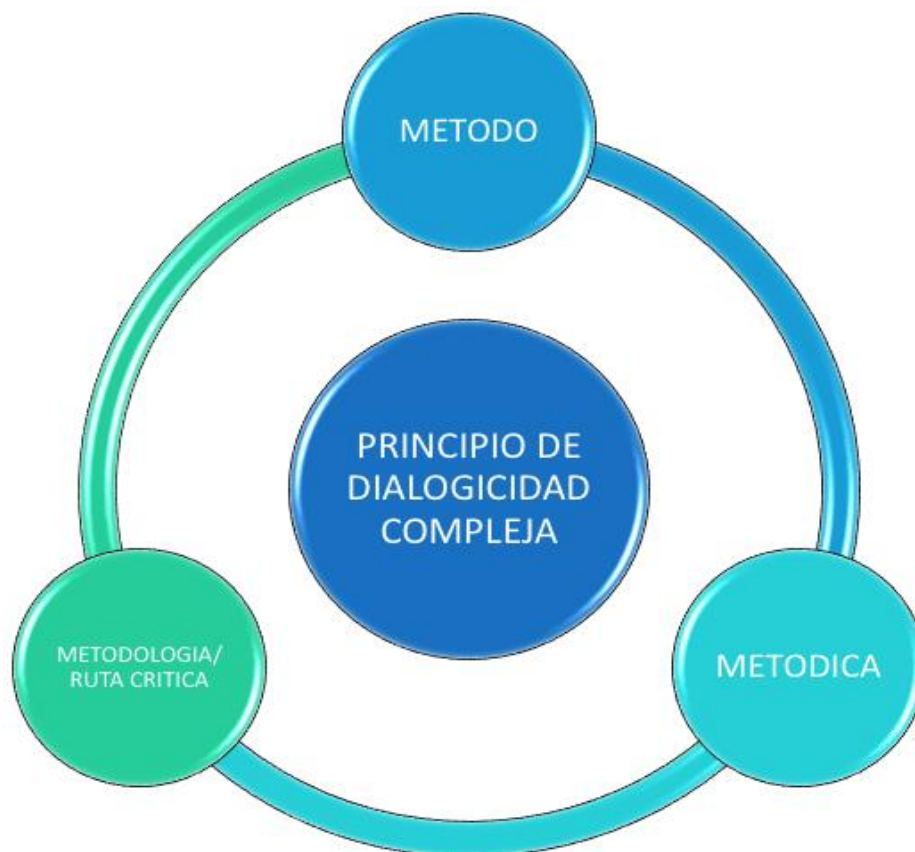 METODO
PRINCIPIO DE
DIALOGICIDAD
COMPLEJA
METODOLOGIA/
RUTA CRITICA
METODICA